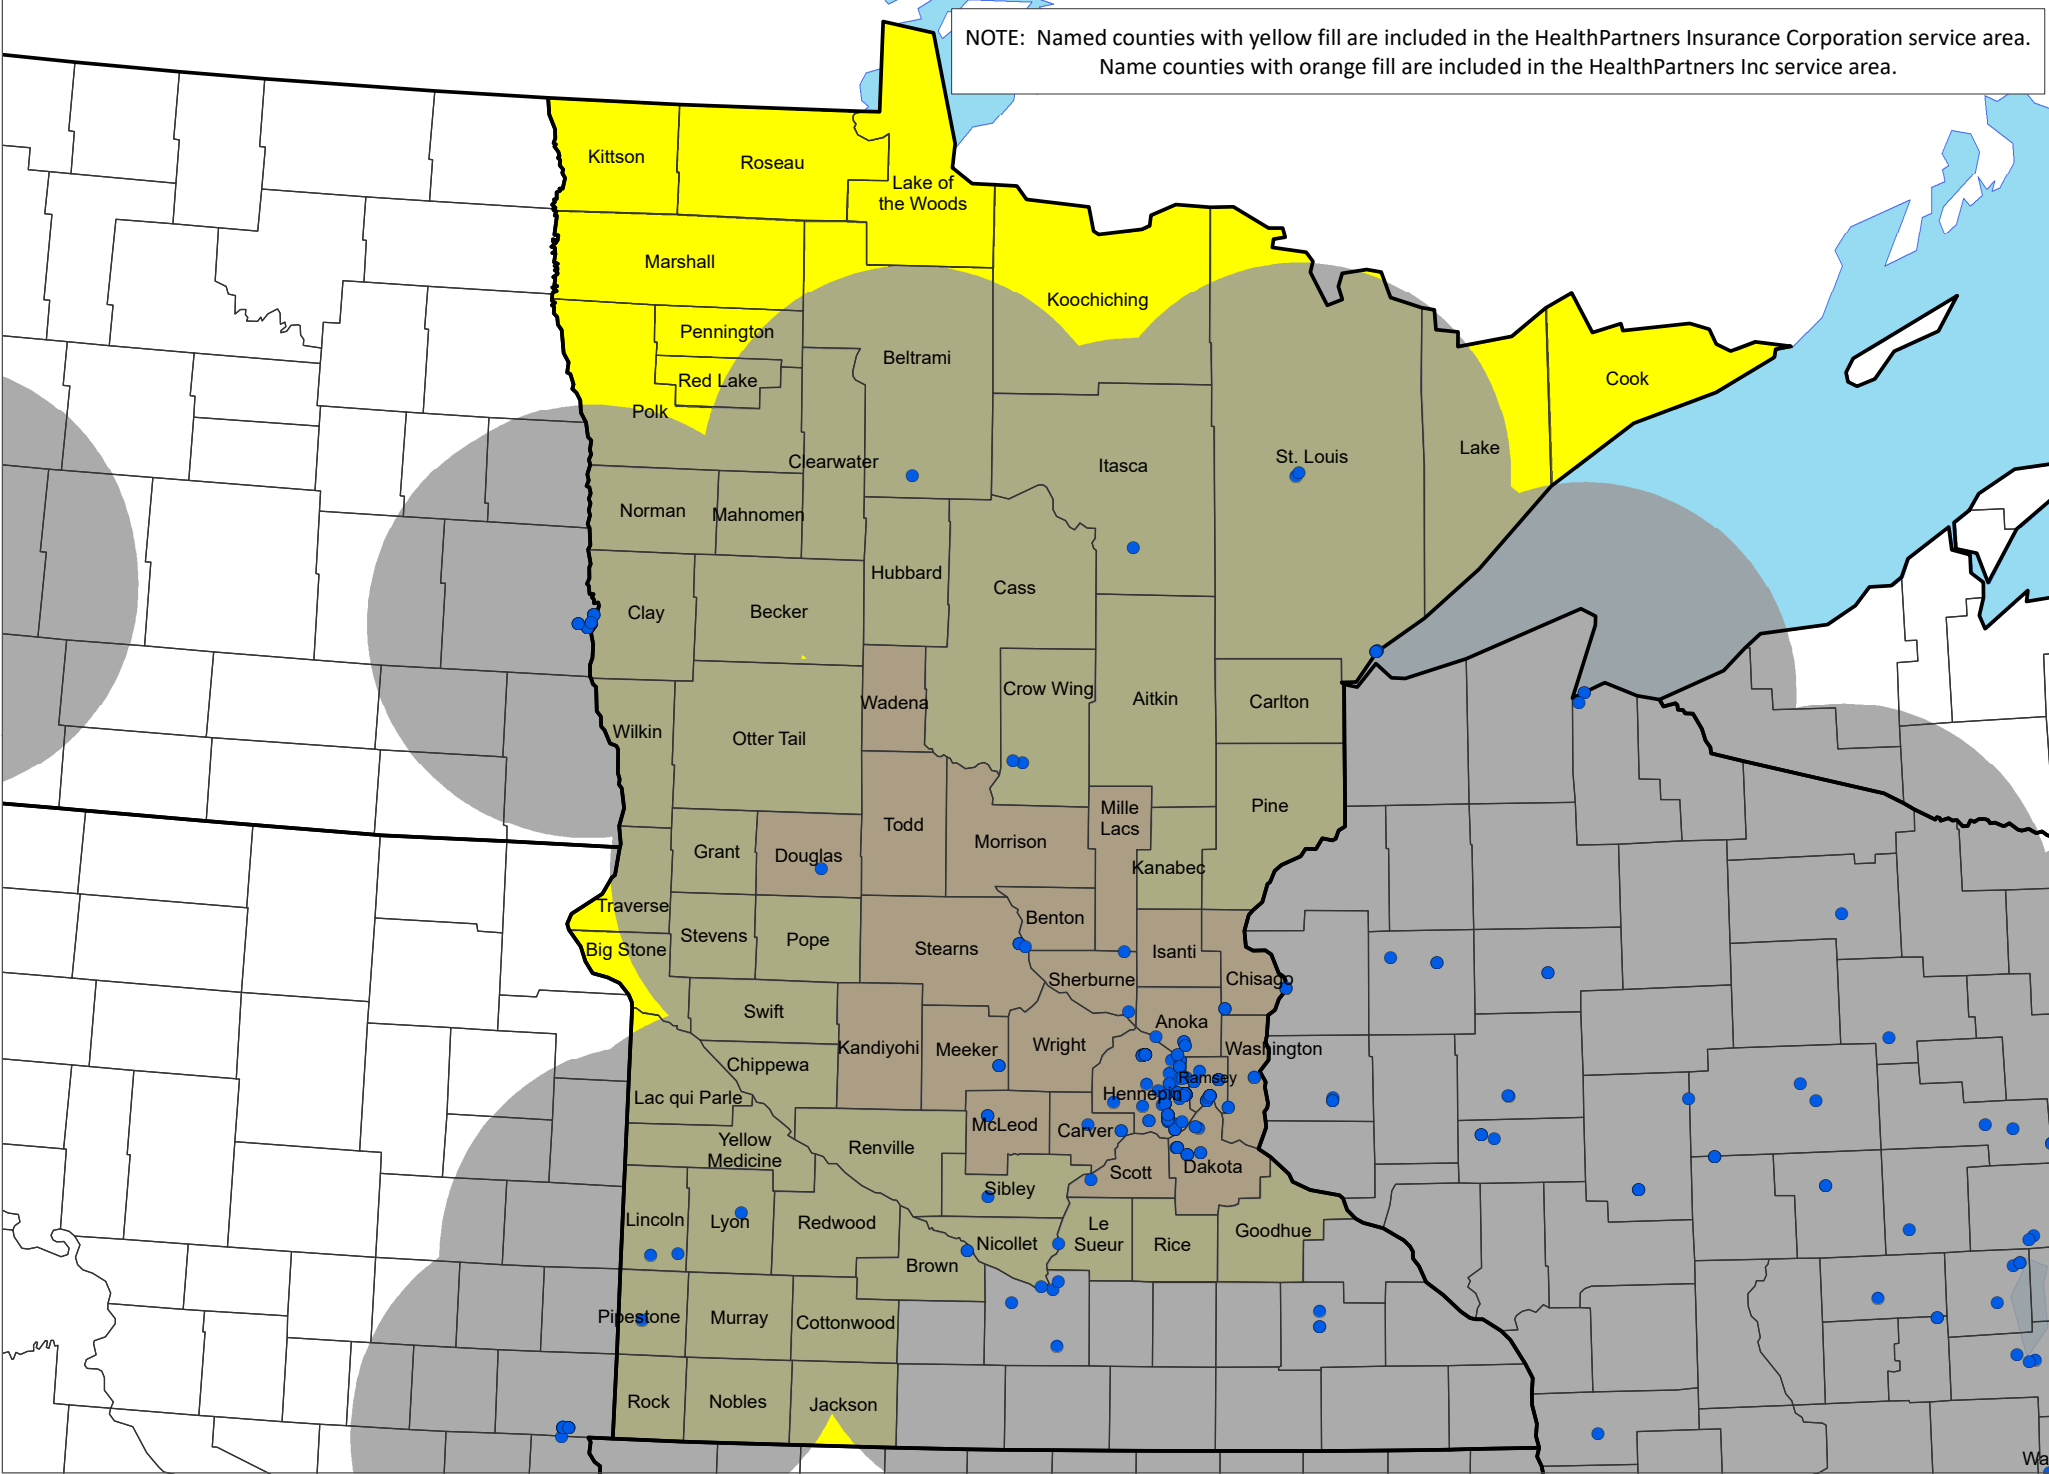 NOTE: Named counties with yellow fill are included in the HealthPartners Insurance Corporation service area.
Name counties with orange fill are included in the HealthPartners Inc service area.
Kittson
Roseau
Lake of
the Woods
Marshall
Koochiching
Pennington
Beltrami
Red Lake
Cook
Polk
Clearwater
Itasca
St. Louis
Lake
Norman
Mahnomen
Hubbard
Cass
Clay
Becker
Wadena
Crow Wing
Aitkin
Carlton
Wilkin
Otter Tail
Todd
Morrison
Mille
Lacs
Pine
Grant
Douglas
Kanabec
Traverse
Stevens
Pope
Benton
Big Stone
Stearns
Isanti
Sherburne
Chisago
Swift
Anoka
Kandiyohi
Meeker
Wright
Washington
Chippewa
Ramsey
Hennepin
Lac qui Parle
McLeod
Carver
Yellow
Medicine
Renville
Scott
Dakota
Sibley
Lincoln
Lyon
Redwood
Le
Sueur
Rice
Goodhue
Nicollet
Brown
Pipestone
Murray
Cottonwood
Rock
Nobles
Jackson
Wa